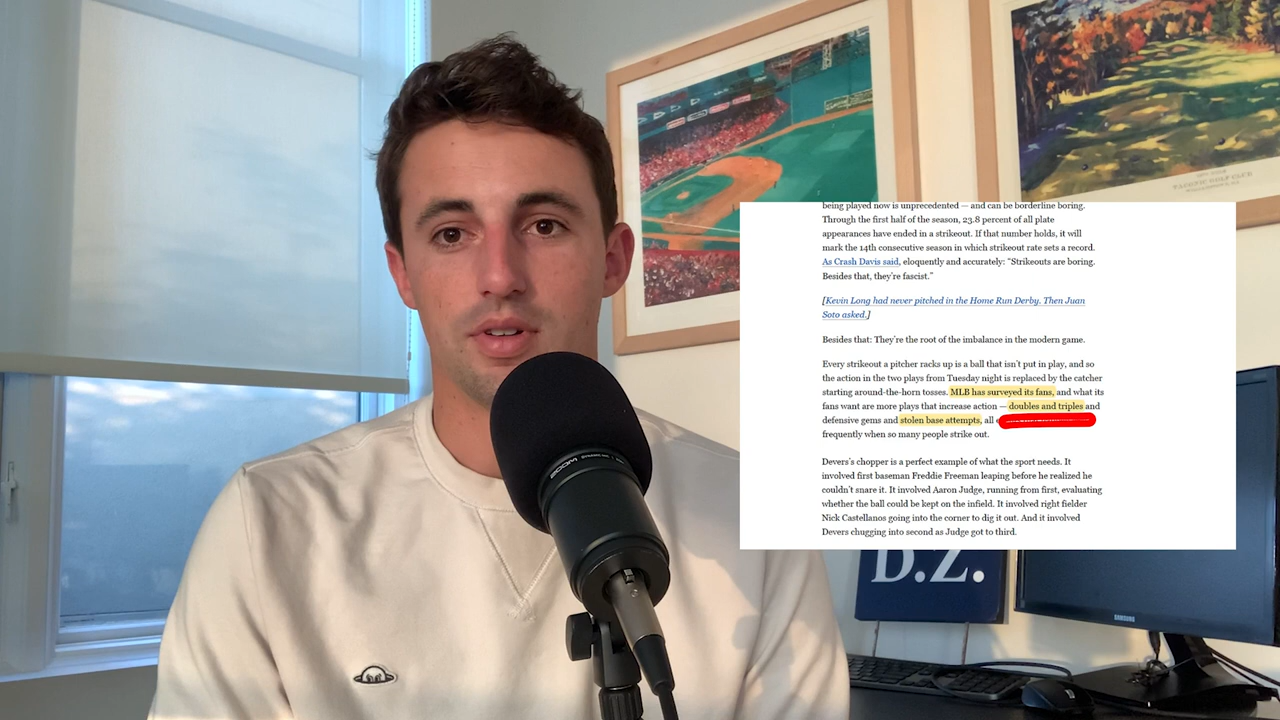 being played now is unprecedented — and can be borderline boring.
Through the first half of the season, 23.8 percent of all plate
appearances have ended in a strikeout. If that number holds, it will
mark the 14th consecutive season in which strikeout rate sets a record.
As Crash Davis said, eloquently and accurately: “Strikeouts are boring.
Besides that, they’re fascist.”
[Kevin Long had never pitched in the Home Run Derby. Then Juan
Soto asked.]
Besides that: They’re the root of the imbalance in the modern game.
Every strikeout a pitcher racks up is a ball that isn’t put in play, and so
the action in the two plays from Tuesday night is replaced by the catcher
starting around-the-horn tosses. MLB has surveyed its fans, and what its
fans want are more plays that increase action — doubles and triples and
defensive gems and stolen base attempts, all
frequently when so many people strike out.
Devers’s chopper is a perfect example of what the sport needs. It
involved first baseman Freddie Freeman leaping before he realized he
couldn’t snare it. It involved Aaron Judge, running from first, evaluating
whether the ball could be kept on the infield. It involved right fielder
Nick Castellanos going into the corner to dig it out. And it involved
Devers chugging into second as Judge got to third.
TACONIC GOLF CLUB
D.Z.
SAMSUNG
ZOOM